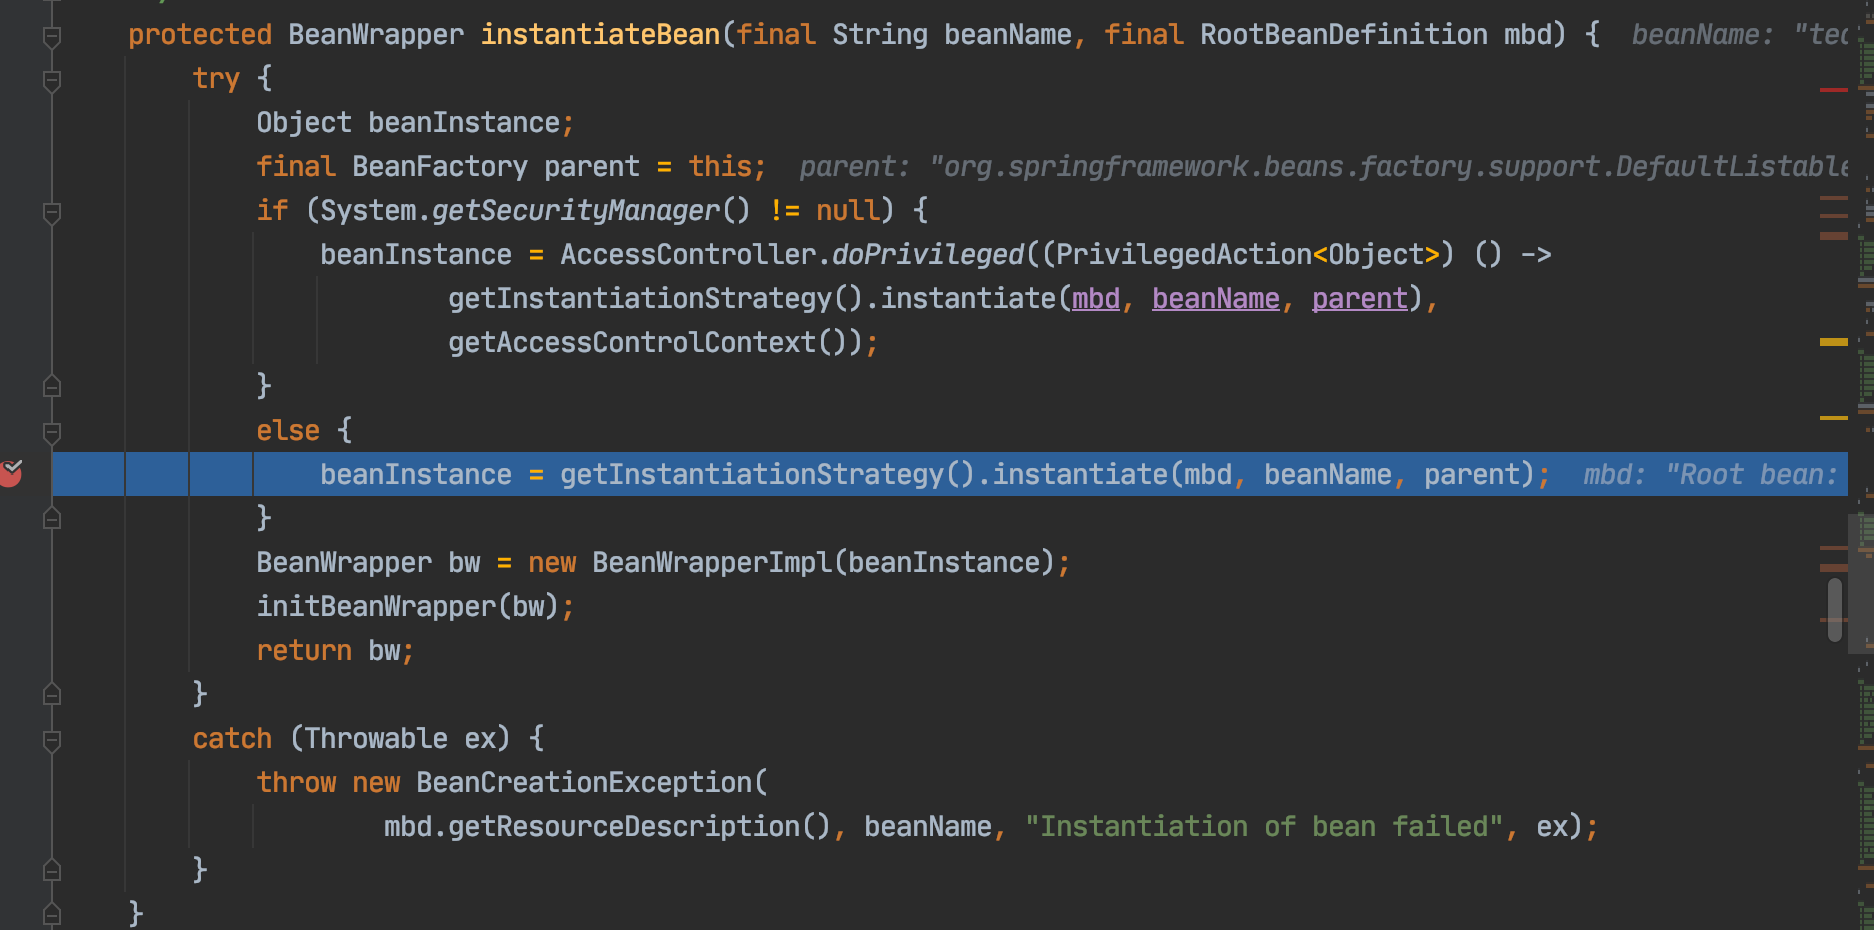 protected BeanWrapper instantiateBean(final String beanName, final RootBeanDefinition mbd) { beanName: "tea
try {
Object beanInstance;
final BeanFactory parent = this; parent: "org.springframework.beans.factory.support.DefaultListable
if (System.getSecurityManager() != null) {
beanInstance = AccessController.doPrivileged((PrivilegedAction<Object>) () ->
getInstantiationStrategy().instantiate(mbd, beanName, parent),
getAccessControlContext());
}
else {
beanInstance = getInstantiationStrategy().instantiate(mbd, beanName, parent); mbd: "Root bean:
}
BeanWrapper bw = new BeanWrapperImpl(beanInstance);
initBeanWrapper(bw);
return bw;
}
catch (Throwable ex) {
throw new BeanCreationException(
mbd.getResourceDescription(), beanName, "Instantiation of bean failed", ex);
}
}